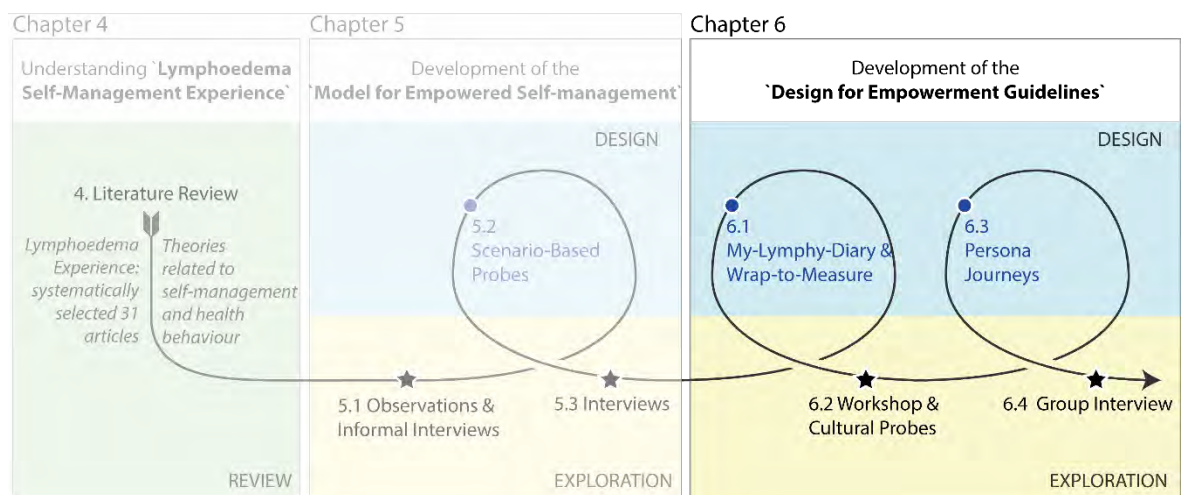 Chapter 4
Understanding `Lymphoedema
Self-Management Experience`
4. Literature Review
Lymphoedema
Experience:
systematically
selected 31
articles
Theories
related to
self-management
and health
behaviour
REVIEW
Chapter 5
Development of the
`Model for Empowered Self-management`
DESIGN
5.2
Scenario-Based
Probes
5.1 Observations &
Informal Interviews
5.3 Interviews
EXPLORATION
Chapter 6
Development of the
`Design for Empowerment Guidelines`
DESIGN
6.1
My-Lymphy-Diary &
Wrap-to-Measure
6.3
Persona
Journeys
6.2 Workshop &
Cultural Probes
6.4 Group Interview
EXPLORATION